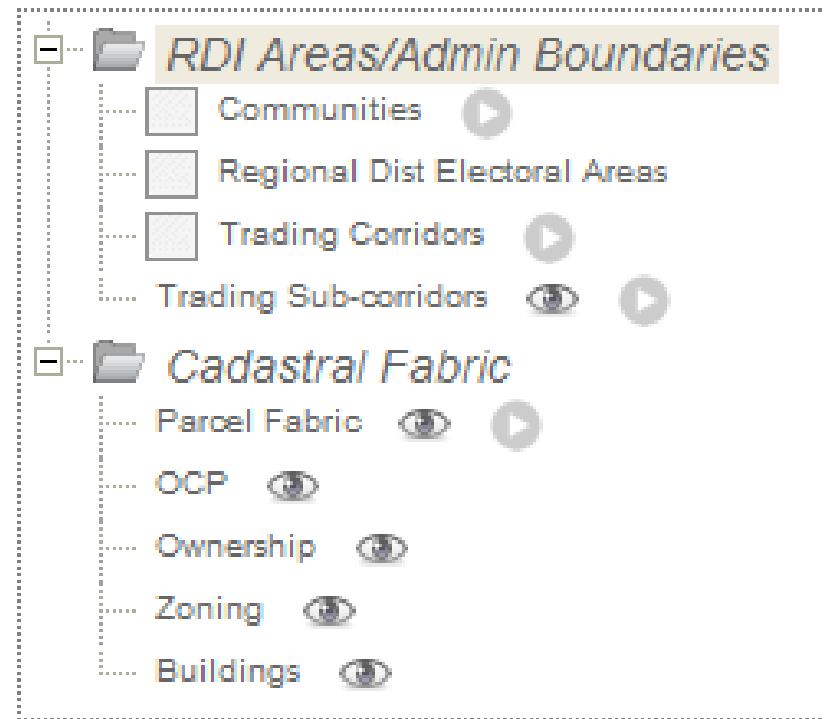 RDI Areas/Admin Boundaries
Communities
Regional Dist Electoral Areas
Trading Corridors
Trading Sub-corridors
Cadastral Fabric
Parcel Fabric
OCP
Ownership
Zoning
Buildings